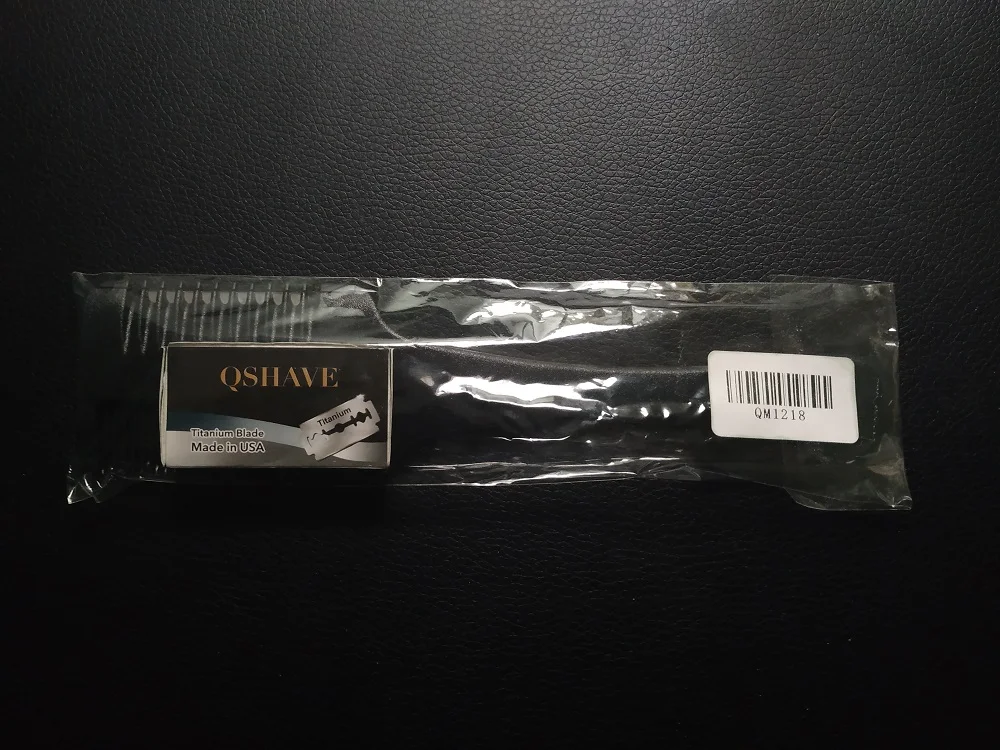 QSHAVE
Titanium
Titanium Blade
Made in USA
QM1218